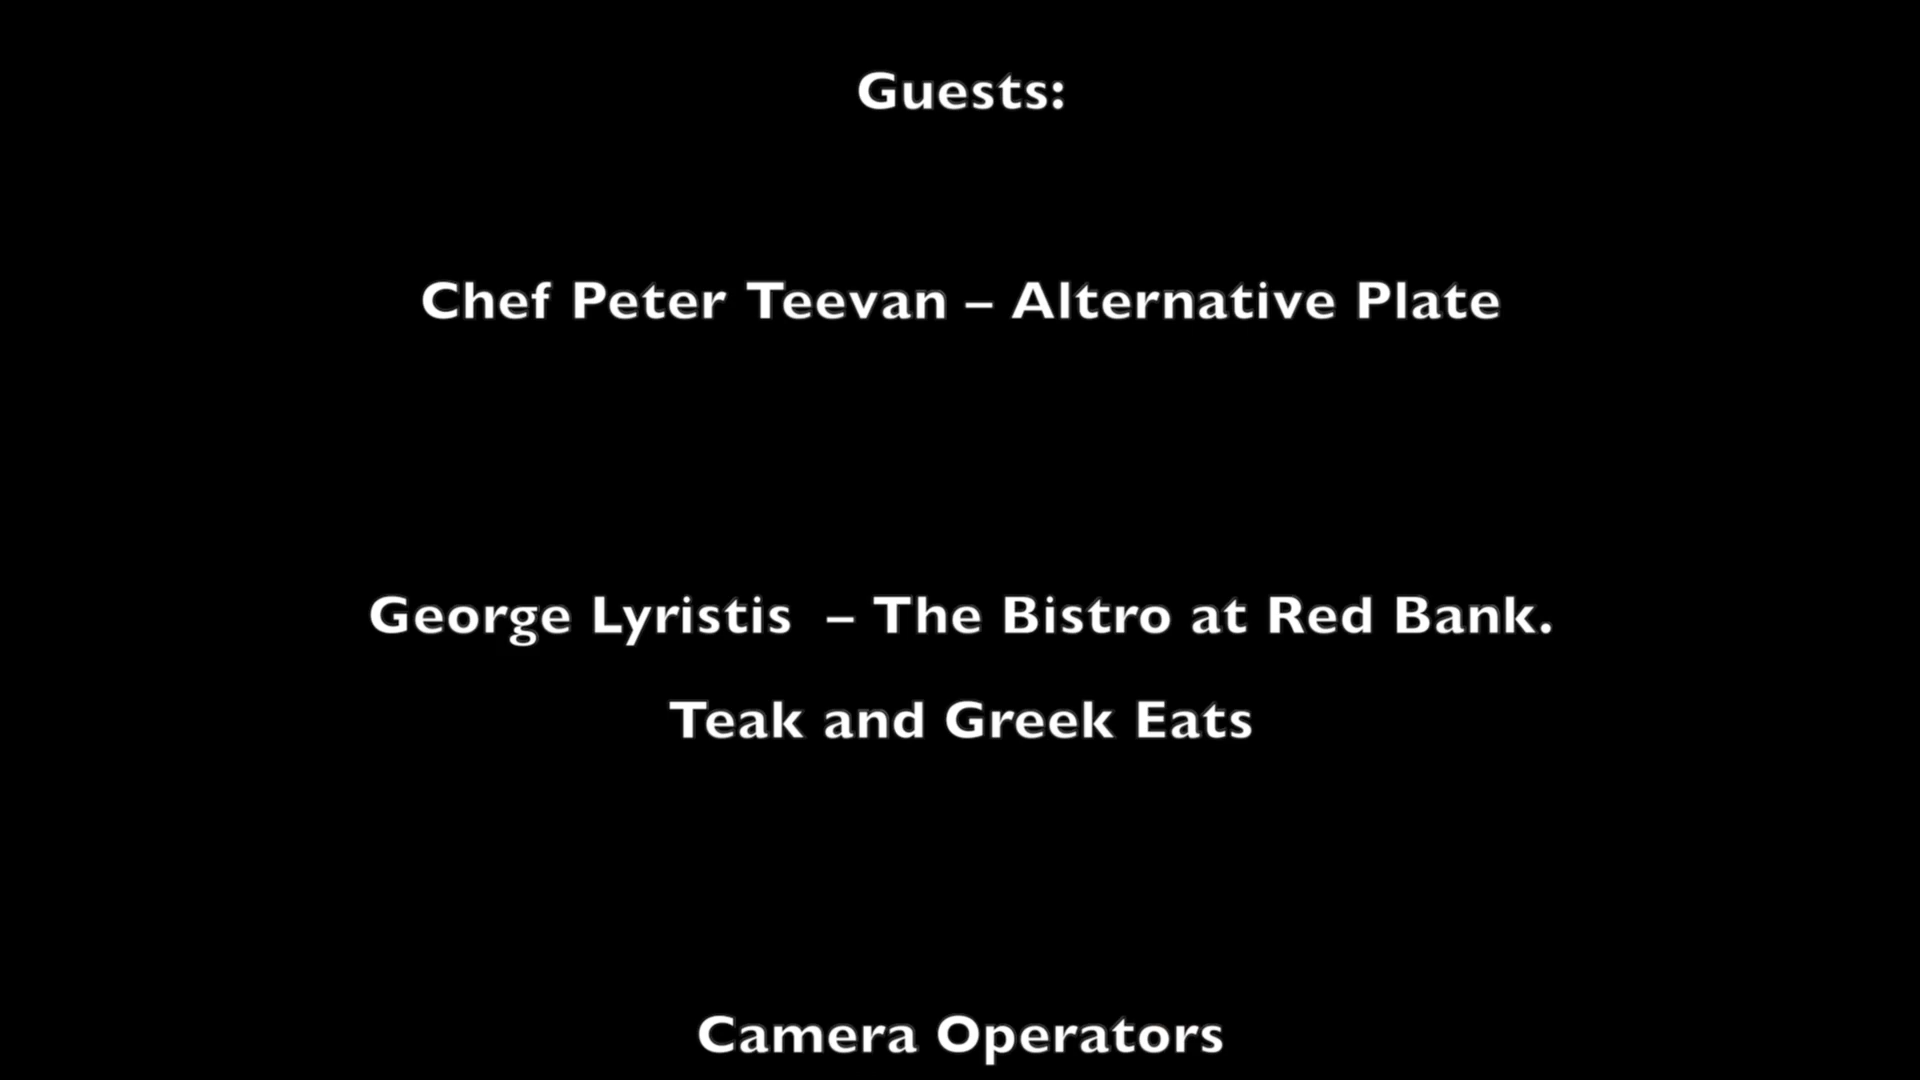 Guests:
Chef Peter Teevan – Alternative Plate
George Lyristis  – The Bistro at Red Bank.
Teak and Greek Eats
Camera Operators